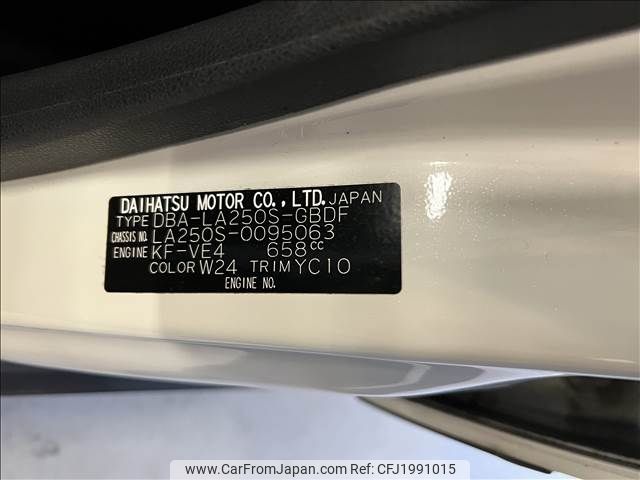 DAIHATSU MOTOR CO., LTD. JAPAN
TYPE DBA-LA250S-GBDF
CHASSIS NO. LA250S-0095063
ENGINE KF-VE4 658CC
COLOR W24 TRIM YC10
ENGINE NO.
© CarFromJapan.com | Ref No: CFJ1991015